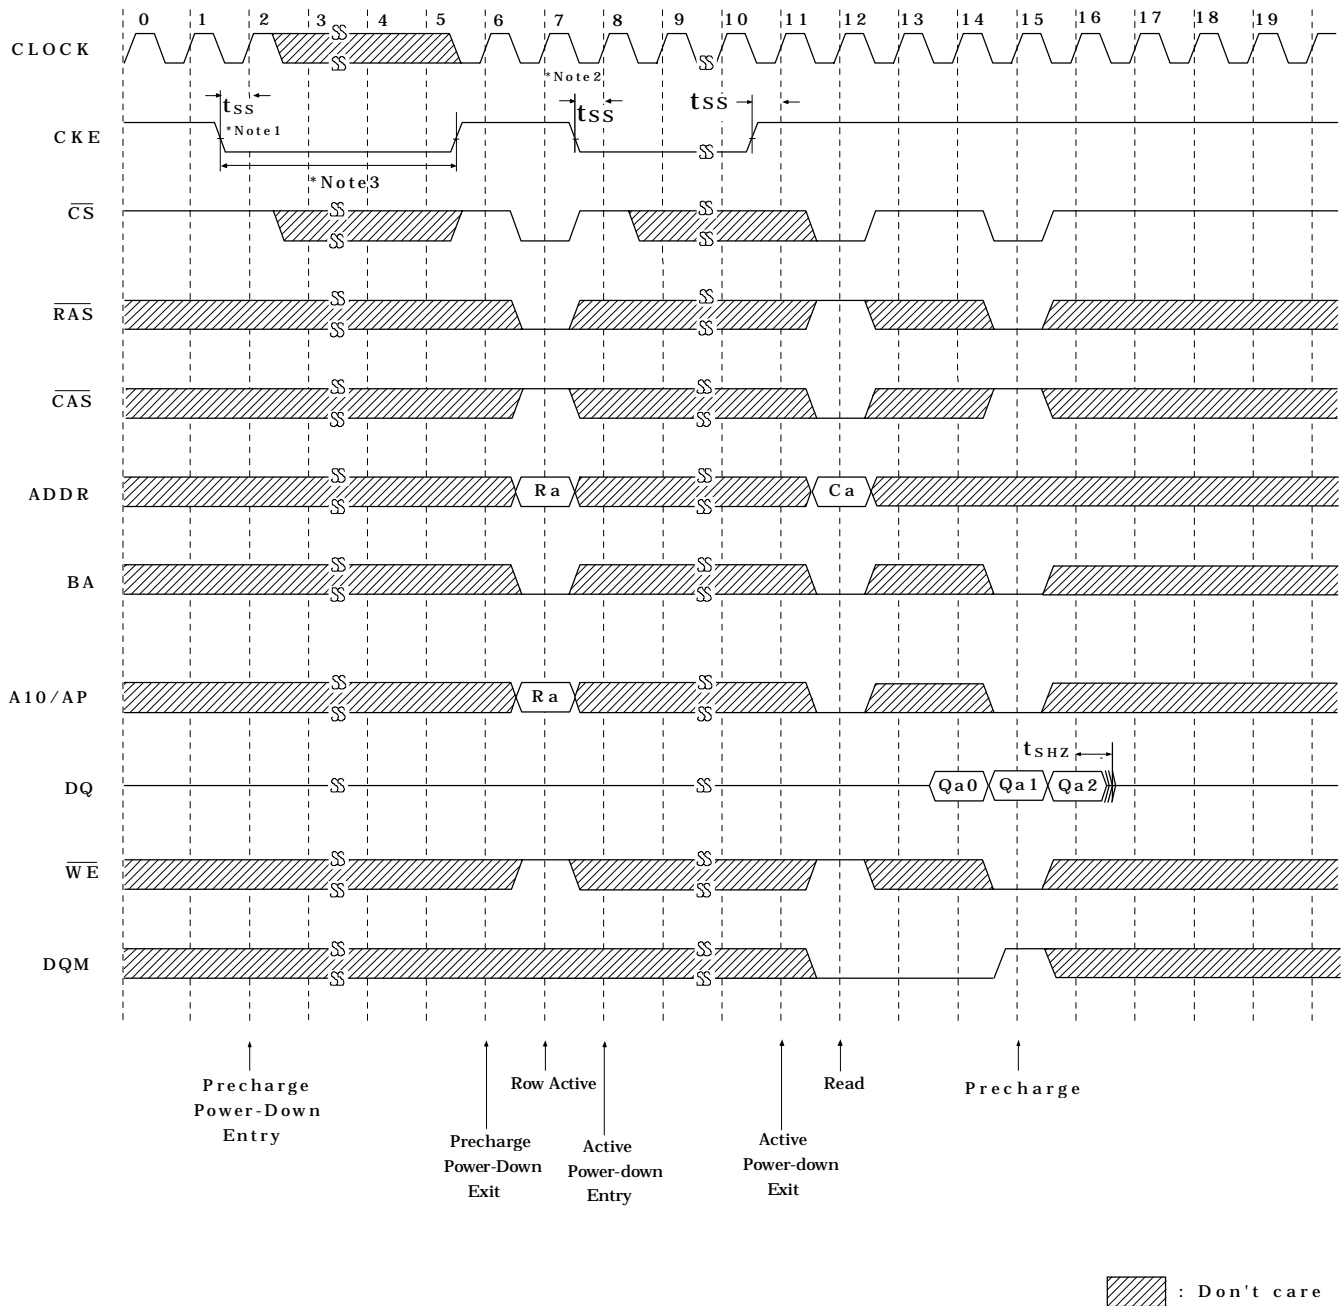 0 1 2 3 4 5 6 7 8 9 10 11 12 13 14 15 16 17 18 19
CLOCK
*Note2
tSS
tSS
tSS
*Note1
CKE
*Note3
CS
RAS
CAS
ADDR
Ra
Ca
BA
A10/AP
Ra
tSHZ
DQ
Qa0 Qa1 Qa2
WE
DQM
Precharge
Power-Down
Entry
Precharge
Power-Down
Exit
Row Active
Active
Power-down
Entry
Active
Power-down
Exit
Read
Precharge
: Don't care